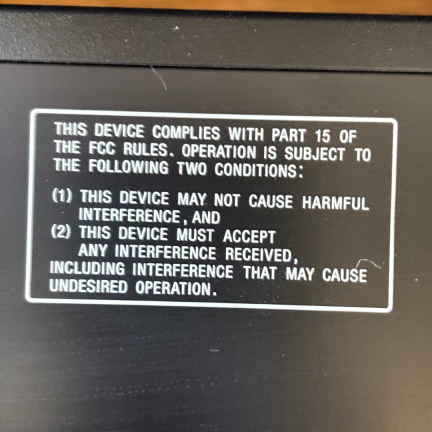 THIS DEVICE COMPLIES WITH PART 15 OF
THE FCC RULES. OPERATION IS SUBJECT TO
THE FOLLOWING TWO CONDITIONS:
(1) THIS DEVICE MAY NOT CAUSE HARMFUL
INTERFERENCE, AND
(2) THIS DEVICE MUST ACCEPT
ANY INTERFERENCE RECEIVED,
INCLUDING INTERFERENCE THAT MAY CAUSE
UNDESIRED OPERATION.